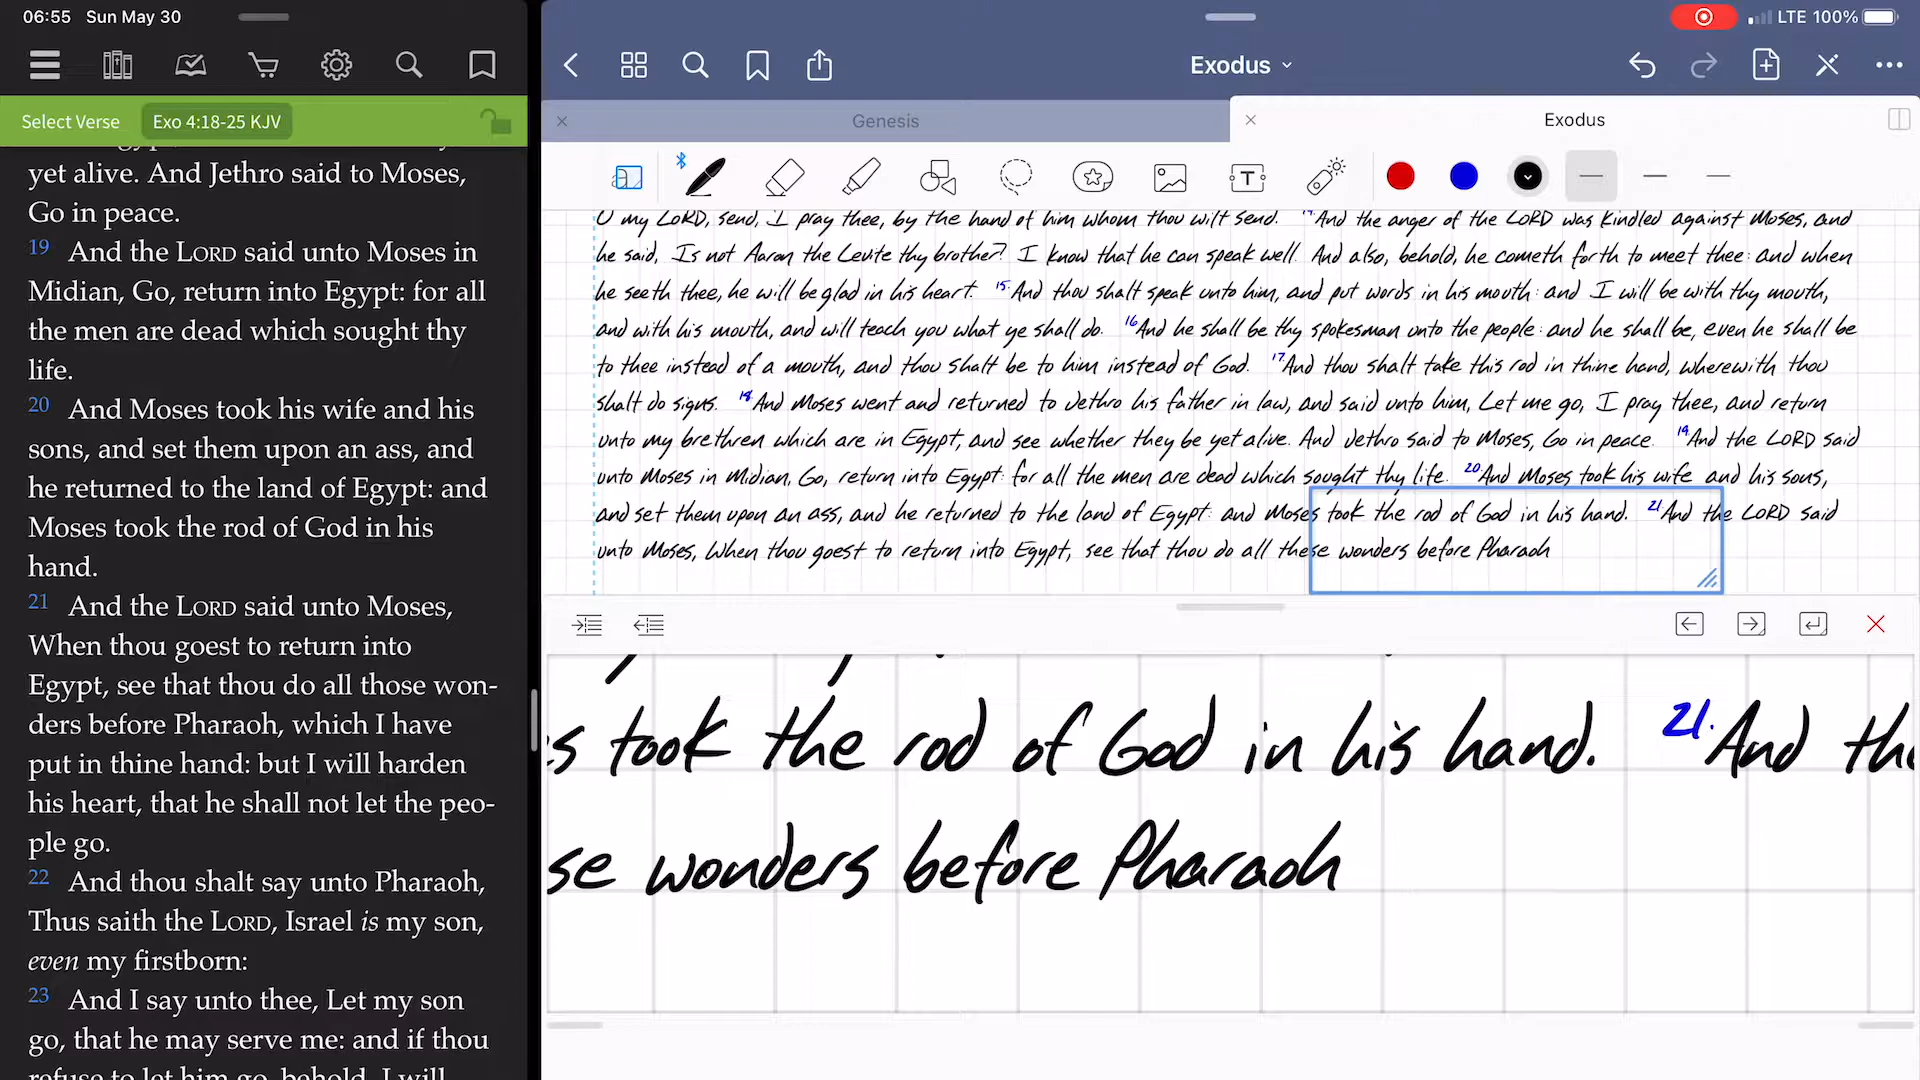 06:55 Sun May 30
LTE 100%
Select Verse Exo 4:18-25 KJV
yet alive. And Jethro said to Moses,
Go in peace.
19 And the LORD said unto Moses in
Midian, Go, return into Egypt: for all
the men are dead which sought thy
life.
20 And Moses took his wife and his
sons, and set them upon an ass, and
he returned to the land of Egypt: and
Moses took the rod of God in his
hand.
21 And the LORD said unto Moses,
When thou goest to return into
Egypt, see that thou do all those won-
ders before Pharaoh, which I have
put in thine hand: but I will harden
his heart, that he shall not let the peo-
ple go.
22 And thou shalt say unto Pharaoh,
Thus saith the LORD, Israel is my son,
even my firstborn:
23 And I say unto thee, Let my son
go, that he may serve me: and if thou
refuse to let him go, behold, I will
Exodus
Genesis
Exodus
O my LORD, send, I pray thee, by the hand of him whom thou wilt send. 14. And the anger of the LORD was kindled against Moses, and
he said, Is not Aaron the Levite thy brother? I know that he can speak well. And also, behold, he cometh forth to meet thee: and when
he seeth thee, he will be glad in his heart. 15. And thou shalt speak unto him, and put words in his mouth: and I will be with thy mouth,
and with his mouth, and will teach you what ye shall do. 16. And he shall be thy spokesman unto the people: and he shall be, even he shall be
to thee instead of a mouth, and thou shalt be to him instead of God. 17. And thou shalt take this rod in thine hand, wherewith thou
shalt do signs. 18. And Moses went and returned to Jethro his father in law, and said unto him, Let me go, I pray thee, and return
unto my brethren which are in Egypt, and see whether they be yet alive. And Jethro said to Moses, Go in peace. 19. And the LORD said
unto Moses in Midian, Go, return into Egypt: for all the men are dead which sought thy life. 20. And Moses took his wife and his sons,
and set them upon an ass, and he returned to the land of Egypt: and Moses took the rod of God in his hand. 21. And the LORD said
unto Moses, When thou goest to return into Egypt, see that thou do all these wonders before Pharaoh
es took the rod of God in his hand. 21. And the
se wonders before Pharaoh